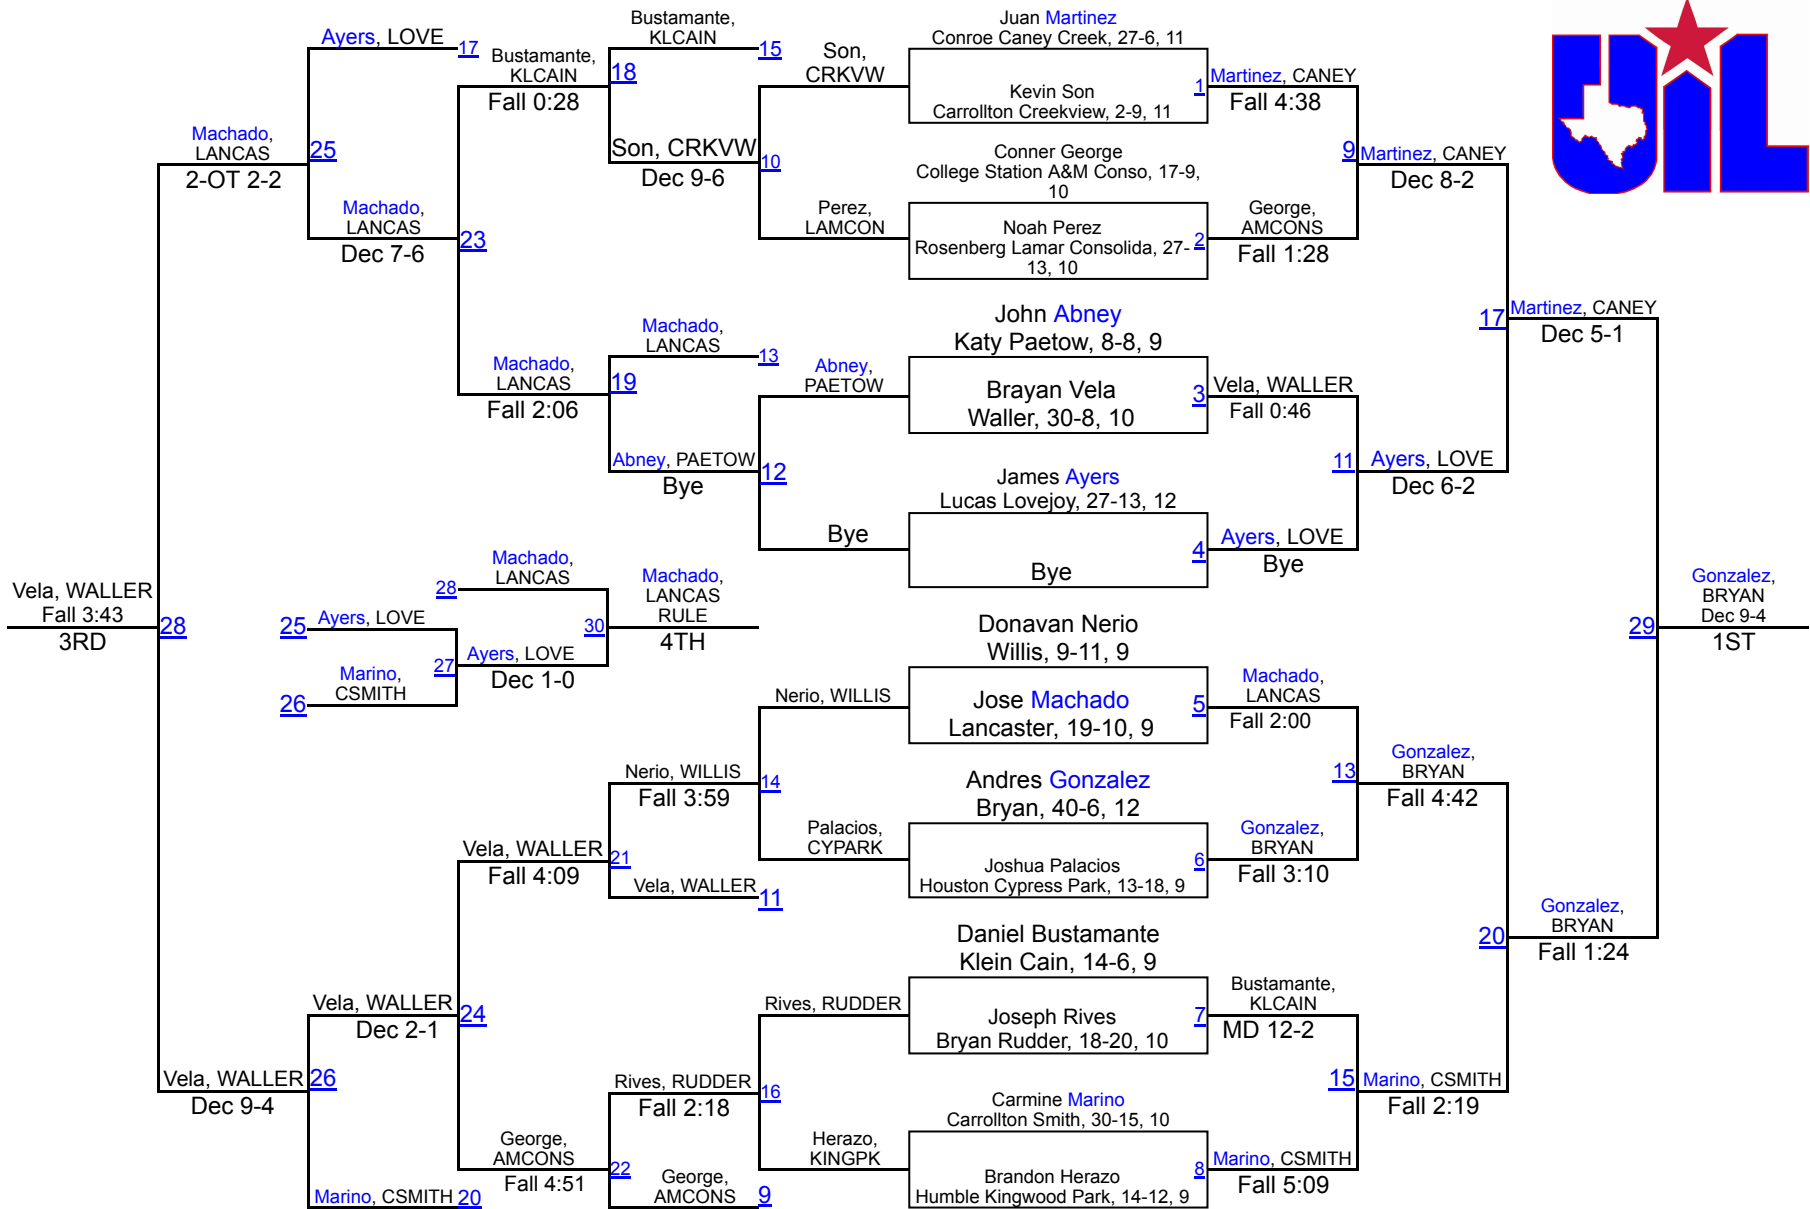 Ayers, LOVE
17
Bustamante,
KLCAIN
Fall 0:28
18
Bustamante,
KLCAIN
15
Son,
CRKVW
Son, CRKVW
Dec 9-6
10
Machado,
LANCAS
2-OT 2-2
25
Machado,
LANCAS
Dec 7-6
23
Perez,
LAMCON
Machado,
LANCAS
Fall 2:06
19
Machado,
LANCAS
13
Abney,
PAETOW
Abney, PAETOW
Bye
12
Bye
Vela, WALLER
Fall 3:43
3RD
28
Machado,
LANCAS
28
25
Ayers, LOVE
Marino,
CSMITH
26
27
Ayers, LOVE
Dec 1-0
30
Machado,
LANCAS
RULE
4TH
Nerio, WILLIS
Nerio, WILLIS
Fall 3:59
14
Palacios,
CYPARK
Vela, WALLER
Fall 4:09
21
Vela, WALLER
11
Vela, WALLER
Dec 2-1
24
Rives, RUDDER
Vela, WALLER
Dec 9-4
26
Rives, RUDDER
Fall 2:18
16
Herazo,
KINGPK
George,
AMCONS
Fall 4:51
22
George,
AMCONS
9
Marino, CSMITH
20
Juan Martinez
Conroe Caney Creek, 27-6, 11
Kevin Son
Carrollton Creekview, 2-9, 11
1
Martinez, CANEY
Fall 4:38
Conner George
College Station A&M Conso, 17-9,
10
Noah Perez
Rosenberg Lamar Consolida, 27-
13, 10
2
George,
AMCONS
Fall 1:28
9
Martinez, CANEY
Dec 8-2
John Abney
Katy Paetow, 8-8, 9
Brayan Vela
Waller, 30-8, 10
3
Vela, WALLER
Fall 0:46
James Ayers
Lucas Lovejoy, 27-13, 12
Bye
4
Ayers, LOVE
Bye
11
Ayers, LOVE
Dec 6-2
17
Martinez, CANEY
Dec 5-1
Donavan Nerio
Willis, 9-11, 9
Jose Machado
Lancaster, 19-10, 9
5
Machado,
LANCAS
Fall 2:00
Andres Gonzalez
Bryan, 40-6, 12
Joshua Palacios
Houston Cypress Park, 13-18, 9
6
Gonzalez,
BRYAN
Fall 3:10
13
Gonzalez,
BRYAN
Fall 4:42
Daniel Bustamante
Klein Cain, 14-6, 9
Joseph Rives
Bryan Rudder, 18-20, 10
7
Bustamante,
KLCAIN
MD 12-2
Carmine Marino
Carrollton Smith, 30-15, 10
Brandon Herazo
Humble Kingwood Park, 14-12, 9
8
Marino, CSMITH
Fall 5:09
15
Marino, CSMITH
Fall 2:19
20
Gonzalez,
BRYAN
Fall 1:24
29
Gonzalez,
BRYAN
Dec 9-4
1ST
UIL